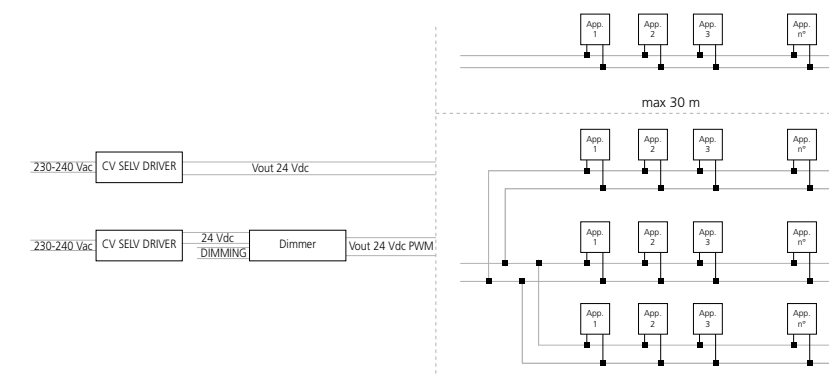 App. 1
App. 2
App. 3
App. n°
max 30 m
230-240 Vac
CV SELV DRIVER
Vout 24 Vdc
App. 1
App. 2
App. 3
App. n°
230-240 Vac
CV SELV DRIVER
24 Vdc
DIMMING
Dimmer
Vout 24 Vdc PWM
App. 1
App. 2
App. 3
App. n°
App. 1
App. 2
App. 3
App. n°